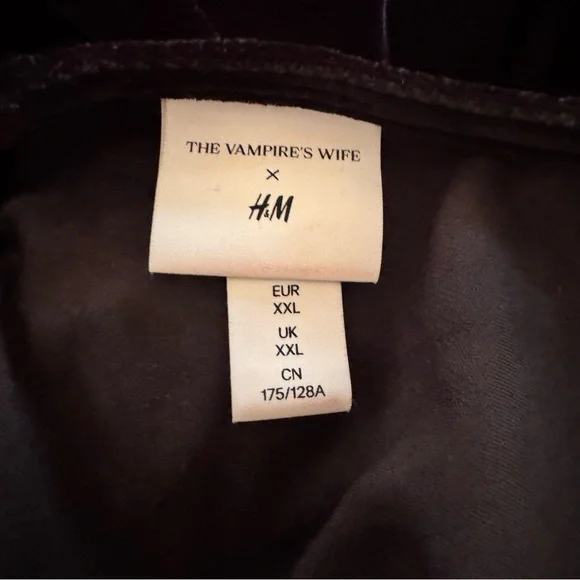 THE VAMPIRE'S WIFE
×
H&M
EUR
XXL
UK
XXL
CN
175/128A